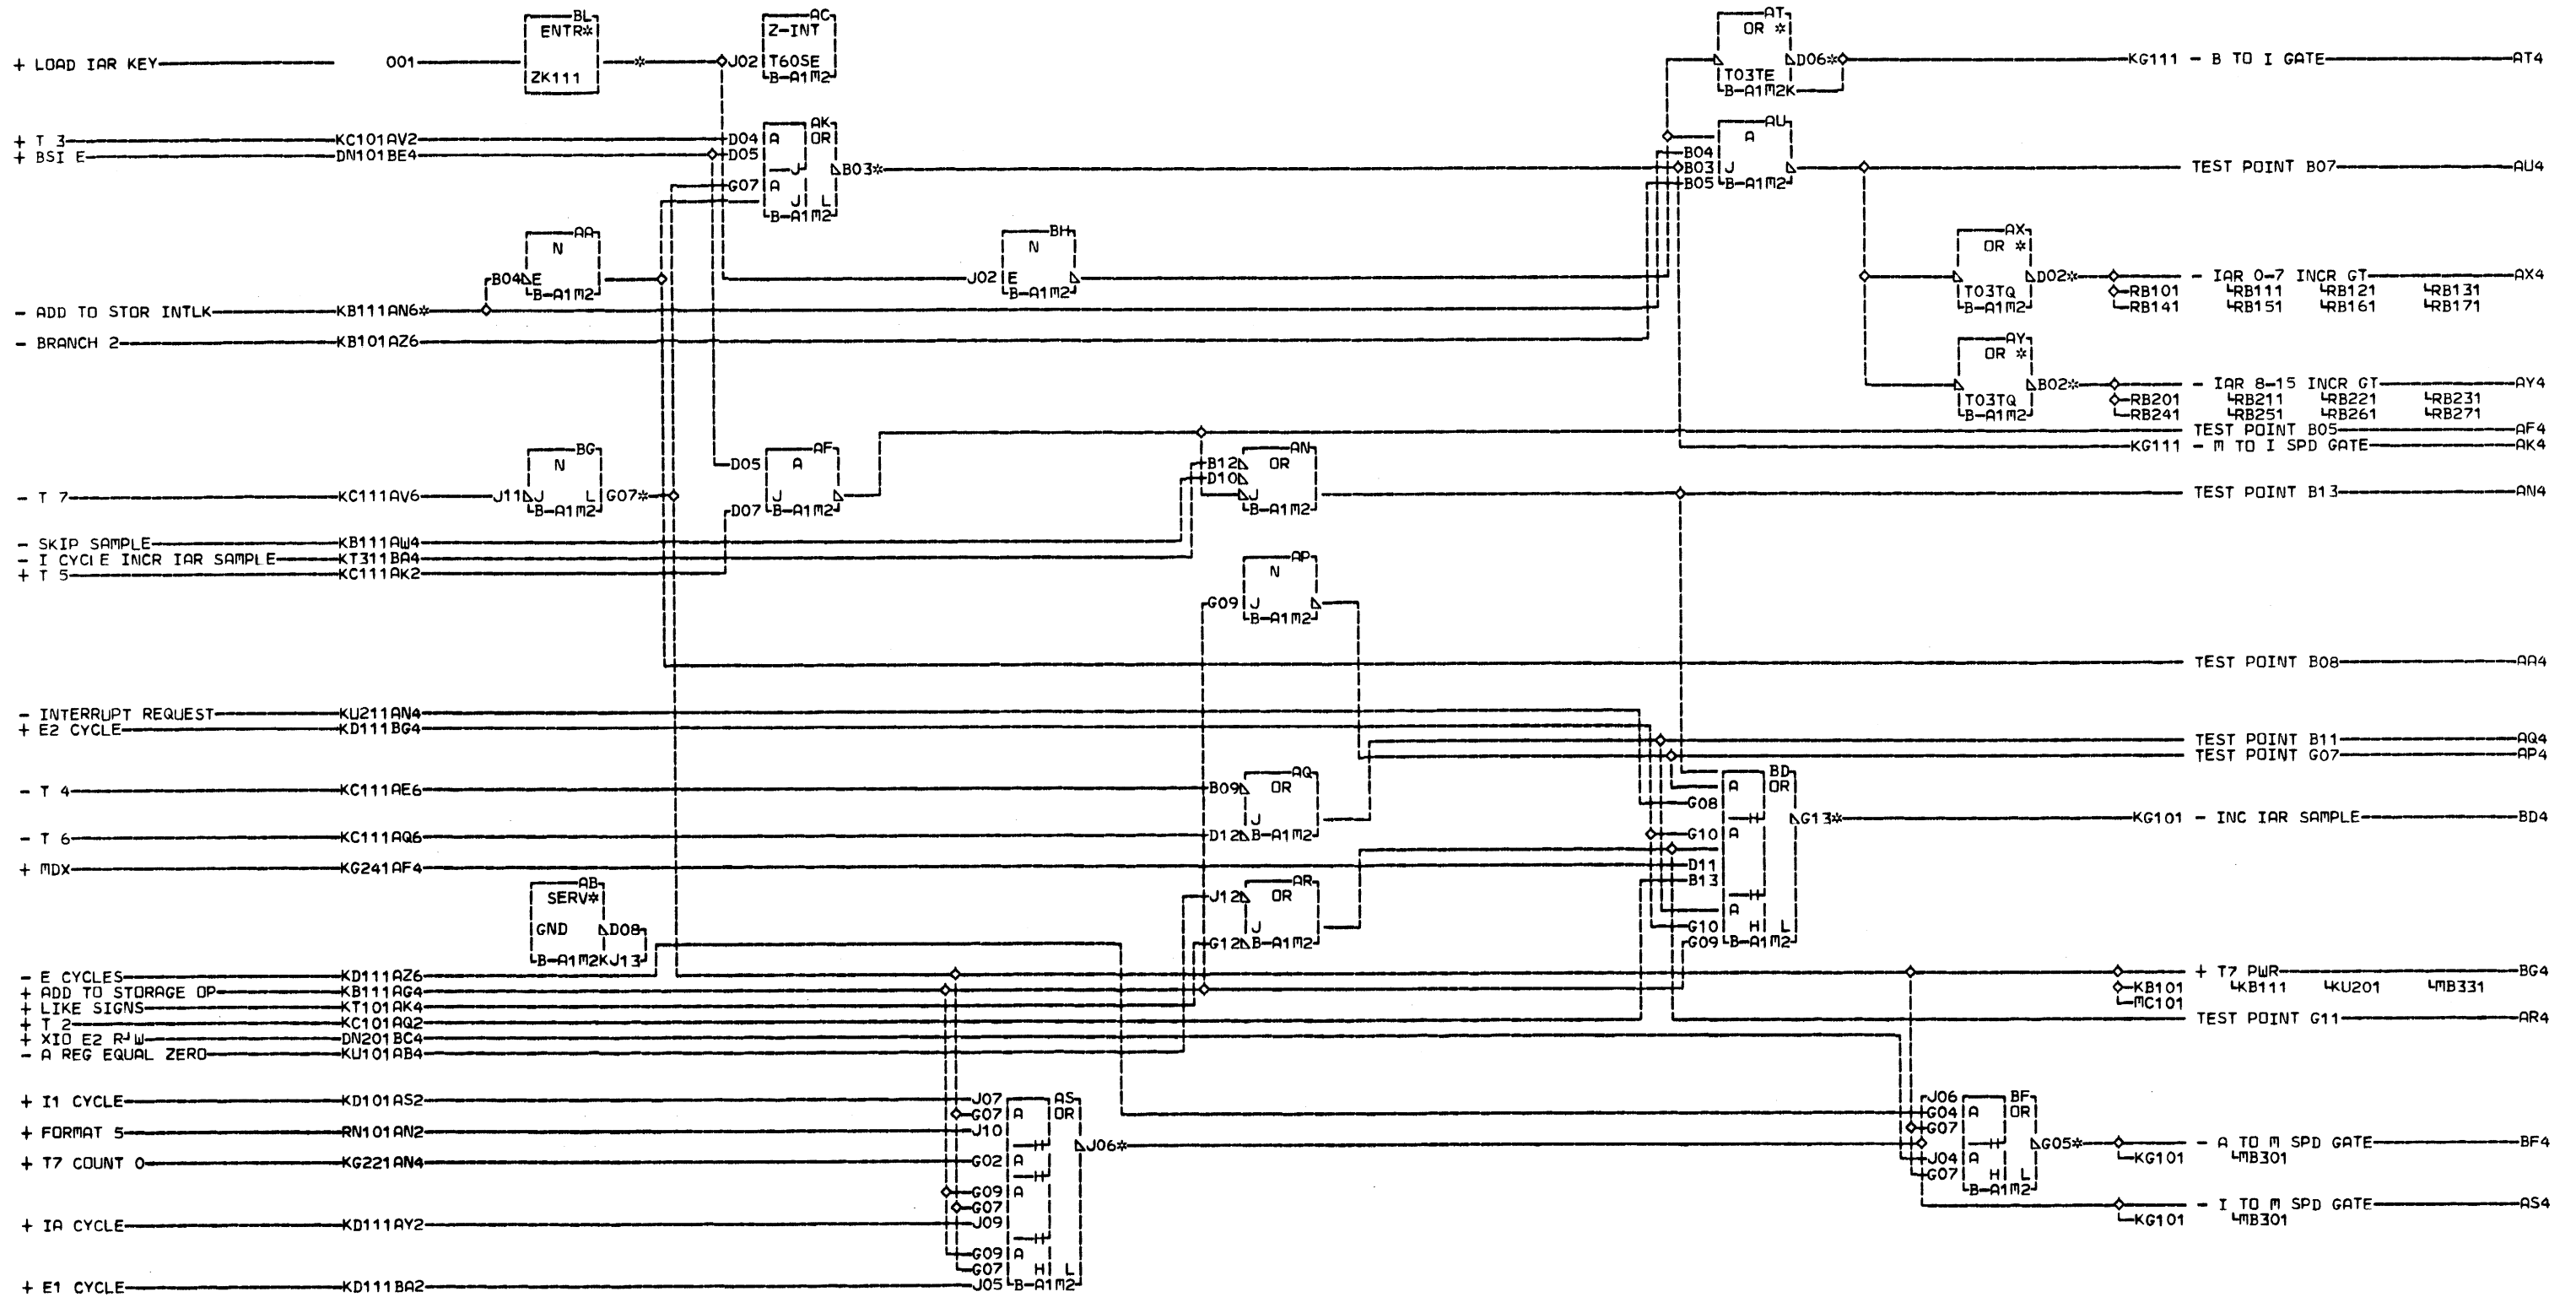 BL AC AT
ENTR* Z-INT OR *
+ LOAD IAR KEY 001 * J02 T60SE D06* KG111 - B TO I GATE AT4
ZK111 B-A1M2 T03TE
B-A1M2K
AK AU
+ T 3 KC101AV2 D04 A OR A
+ BSI E DN101BE4 D05 B04
J B03* B03 J TEST POINT B07 AU4
G07 A B05 B-A1M2
J L
B-A1M2
AA BH AX
N N OR *
B04 E J02 E D02* - IAR 0-7 INCR GT AX4
B-A1M2 B-A1M2 T03TQ RB101 RB111 RB121 RB131
- ADD TO STOR INTLK KB111AN6* B-A1M2 RB141 RB151 RB161 RB171
- BRANCH 2 KB101AZ6 AY
OR *
B02* - IAR 8-15 INCR GT AY4
T03TQ RB201 RB211 RB221 RB231
B-A1M2 RB241 RB251 RB261 RB271
TEST POINT B05 AF4
BG AF AN KG111 - M TO I SPD GATE AK4
N D05 A B12 OR
D10
- T 7 KC111AV6 J11 J L G07* J J TEST POINT B13 AN4
B-A1M2 D07 B-A1M2 B-A1M2
- SKIP SAMPLE KB111AW4
- I CYCLE INCR IAR SAMPLE KT311BA4 AP
+ T 5 KC111AK2 N
G09 J
B-A1M2
TEST POINT B08 AA4
- INTERRUPT REQUEST KU211AN4
+ E2 CYCLE KD111BG4
TEST POINT B11 AQ4
TEST POINT G07 AP4
AQ BD
- T 4 KC111AE6 B09 OR A OR
G08
J H G13* KG101 - INC IAR SAMPLE BD4
- T 6 KC111AQ6 D12 B-A1M2 G10 A
+ MDX KG241AF4 D11
AB AR B13
SERV* J12 OR H
A
GND D08 J G10 H L
B-A1M2K J13 G12 B-A1M2 G09 B-A1M2
- E CYCLES KD111AZ6 + T7 PWR BG4
+ ADD TO STORAGE OP KB111AG4 KB101 KB111 KU201 MB331
+ LIKE SIGNS KT101AK4 MC101
+ T 2 KC101AQ2 TEST POINT G11 AR4
+ XIO E2 R J W DN201BC4
- A REG EQUAL ZERO KU101AB4
+ I1 CYCLE KD101AS2 J07 AS J06 BF
G07 A OR G04 A OR
+ FORMAT 5 RN101AN2 J10 G07
H J06* H G05* - A TO M SPD GATE BF4
+ T7 COUNT 0 KG221AN4 G02 A J04 A KG101 MB301
H G07 H L
G09 A B-A1M2
G07 - I TO M SPD GATE AS4
+ IA CYCLE KD111AY2 J09 KG101 MB301
H
G09 A
G07 H L
+ E1 CYCLE KD111BA2 J05 B-A1M2